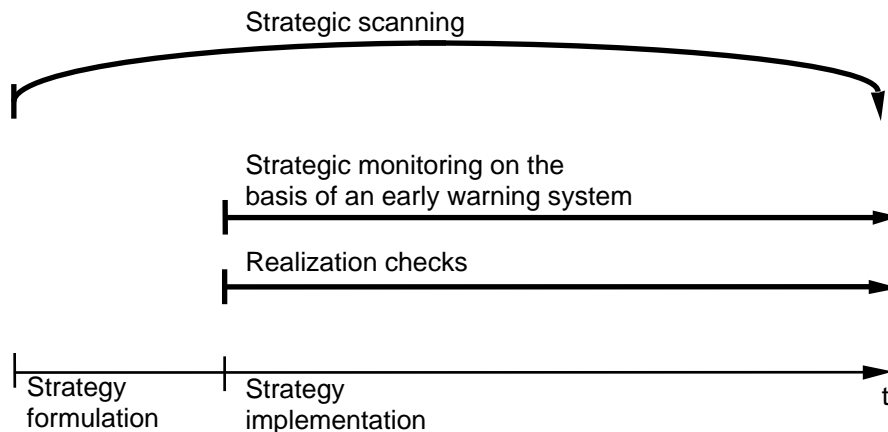 Strategic scanning
Strategic monitoring on the
basis of an early warning system
Realization checks
Strategy
formulation
Strategy
implementation
t